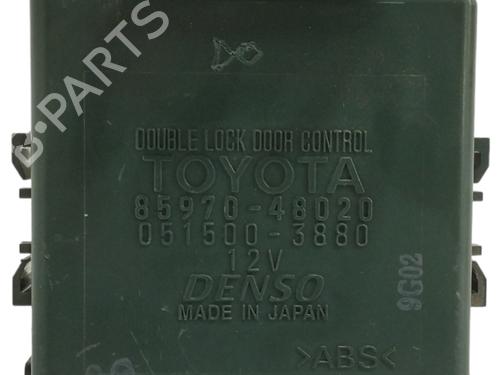 B-PARTS
DOUBLE LOCK DOOR CONTROL
TOYOTA
85970-48020
051500-3880
12V
DENSO
MADE IN JAPAN
9G02
>ABS<